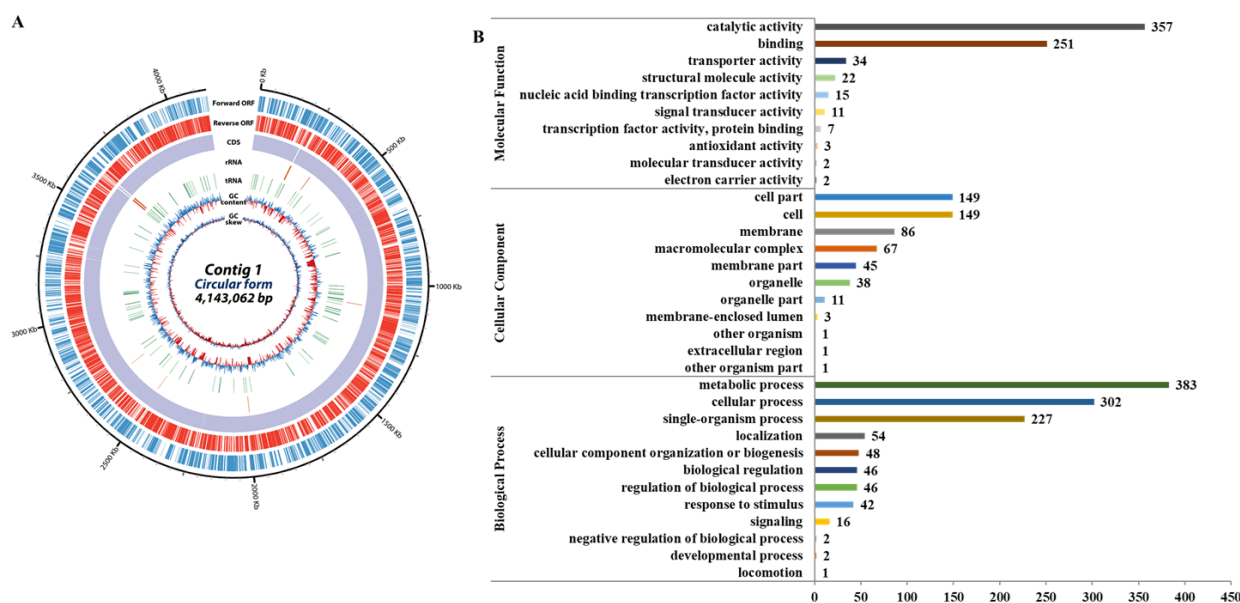 A
4000 Kb
0 Kb
500 Kb
1000 Kb
1500 Kb
2000 Kb
2500 Kb
3000 Kb
3500 Kb
Forward ORF
Reverse ORF
CDS
rRNA
tRNA
GC
content
GC
skew
Contig 1
Circular form
4,143,062 bp
B
Molecular Function
catalytic activity 357
binding 251
transporter activity 34
structural molecule activity 22
nucleic acid binding transcription factor activity 15
signal transducer activity 11
transcription factor activity, protein binding 7
antioxidant activity 3
molecular transducer activity 2
electron carrier activity 2
Cellular Component
cell part 149
cell 149
membrane 86
macromolecular complex 67
membrane part 45
organelle 38
organelle part 11
membrane-enclosed lumen 3
other organism 1
extracellular region 1
other organism part 1
Biological Process
metabolic process 383
cellular process 302
single-organism process 227
localization 54
cellular component organization or biogenesis 48
biological regulation 46
regulation of biological process 46
response to stimulus 42
signaling 16
negative regulation of biological process 2
developmental process 2
locomotion 1
0 50 100 150 200 250 300 350 400 450